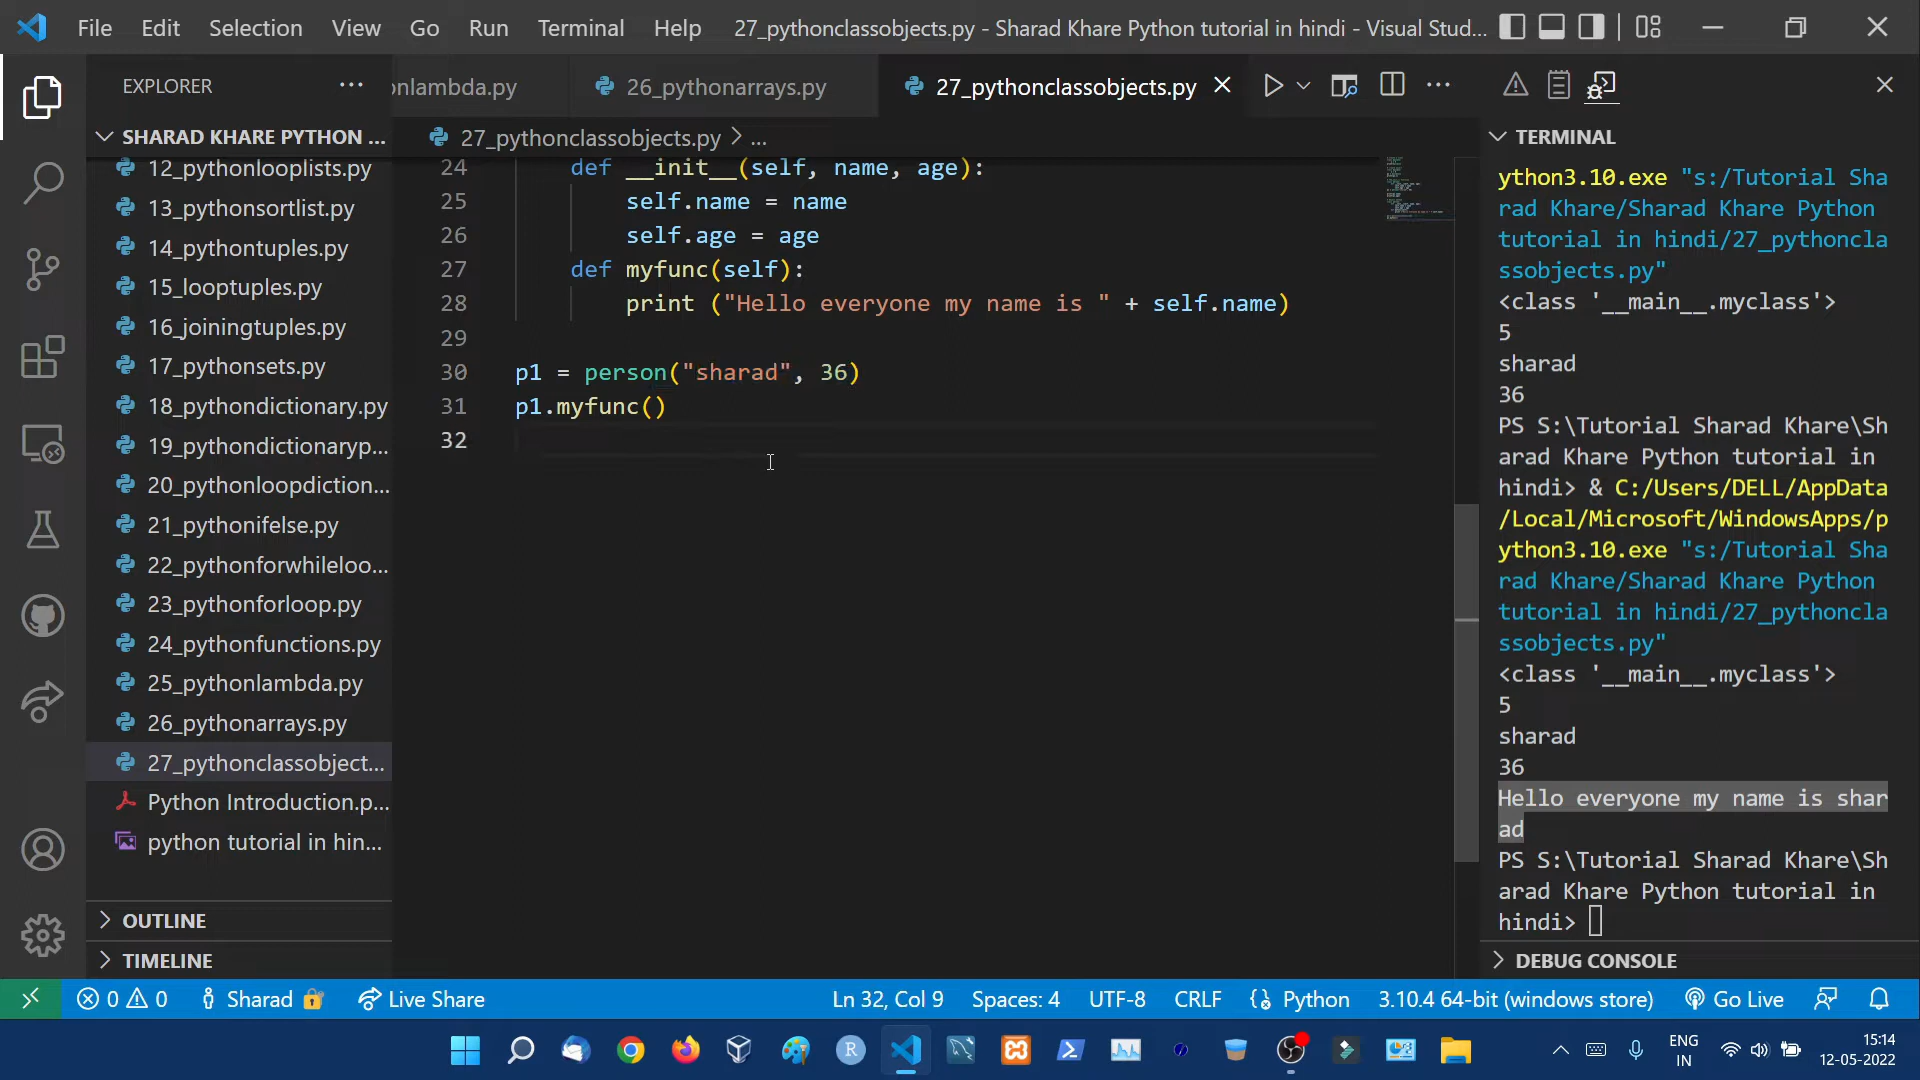 File Edit Selection View Go Run Terminal Help 27_pythonclassobjects.py - Sharad Khare Python tutorial in hindi - Visual Stud...
EXPLORER ...
SHARAD KHARE PYTHON ...
12_pythonlooplists.py
13_pythonsortlist.py
14_pythontuples.py
15_looptuples.py
16_joiningtuples.py
17_pythonsets.py
18_pythondictionary.py
19_pythondictionaryp...
20_pythonloopdiction...
21_pythonifelse.py
22_pythonforwhileloo...
23_pythonforloop.py
24_pythonfunctions.py
25_pythonlambda.py
26_pythonarrays.py
27_pythonclassobject...
Python Introduction.p...
python tutorial in hin...
OUTLINE
TIMELINE
onlambda.py 26_pythonarrays.py 27_pythonclassobjects.py
27_pythonclassobjects.py > ...
24 def __init__(self, name, age):
25 self.name = name
26 self.age = age
27 def myfunc(self):
28 print ("Hello everyone my name is " + self.name)
29
30 p1 = person("sharad", 36)
31 p1.myfunc()
32
TERMINAL
ython3.10.exe "s:/Tutorial Sha
rad Khare/Sharad Khare Python
tutorial in hindi/27_pythoncla
ssobjects.py"
<class '__main__.myclass'>
5
sharad
36
PS S:\Tutorial Sharad Khare\Sh
arad Khare Python tutorial in
hindi> & C:/Users/DELL/AppData
/Local/Microsoft/WindowsApps/p
ython3.10.exe "s:/Tutorial Sha
rad Khare/Sharad Khare Python
tutorial in hindi/27_pythoncla
ssobjects.py"
<class '__main__.myclass'>
5
sharad
36
Hello everyone my name is shar
ad
PS S:\Tutorial Sharad Khare\Sh
arad Khare Python tutorial in
hindi>
DEBUG CONSOLE
0 0 Sharad Live Share Ln 32, Col 9 Spaces: 4 UTF-8 CRLF Python 3.10.4 64-bit (windows store) Go Live
R
ENG
IN
15:14
12-05-2022